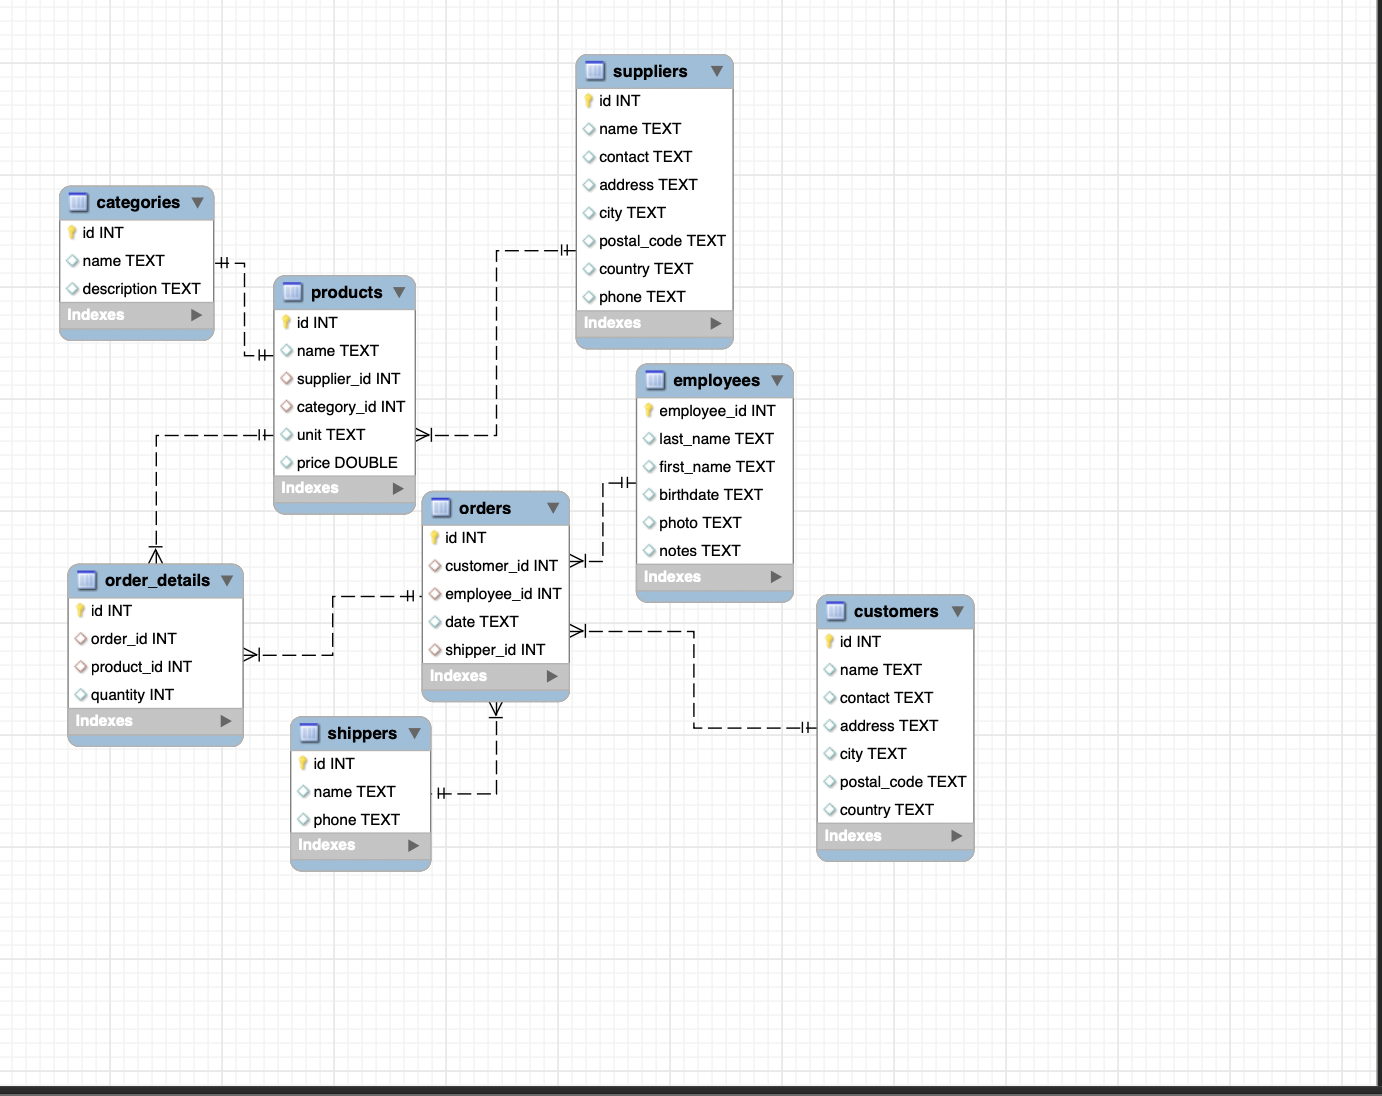 suppliers
id INT
name TEXT
contact TEXT
address TEXT
city TEXT
postal_code TEXT
country TEXT
phone TEXT
Indexes
categories
id INT
name TEXT
description TEXT
Indexes
products
id INT
name TEXT
supplier_id INT
category_id INT
unit TEXT
price DOUBLE
Indexes
employees
employee_id INT
last_name TEXT
first_name TEXT
birthdate TEXT
photo TEXT
notes TEXT
Indexes
orders
id INT
customer_id INT
employee_id INT
date TEXT
shipper_id INT
Indexes
order_details
id INT
order_id INT
product_id INT
quantity INT
Indexes
customers
id INT
name TEXT
contact TEXT
address TEXT
city TEXT
postal_code TEXT
country TEXT
Indexes
shippers
id INT
name TEXT
phone TEXT
Indexes